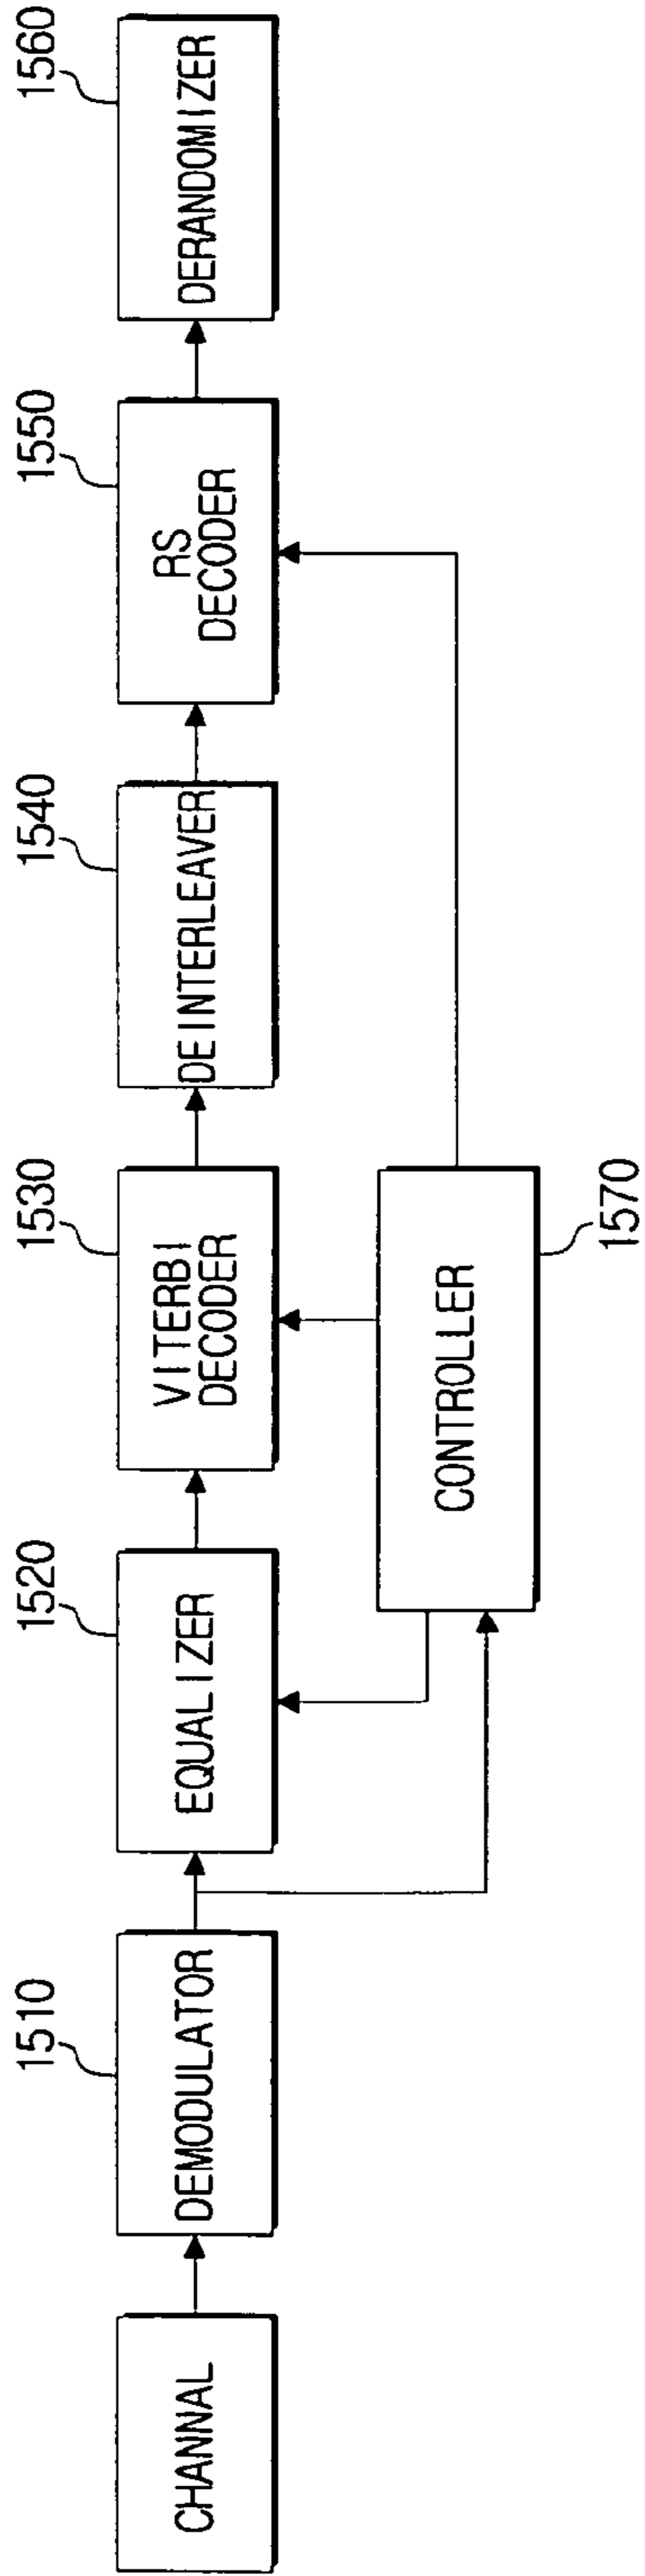 1510
1520
1530
1540
1550
1560
CHANNAL
DEMODULATOR
EQUALIZER
VITERBI
DECODER
DEINTERLEAVER
RS
DECODER
DERANDOMIZER
CONTROLLER
1570